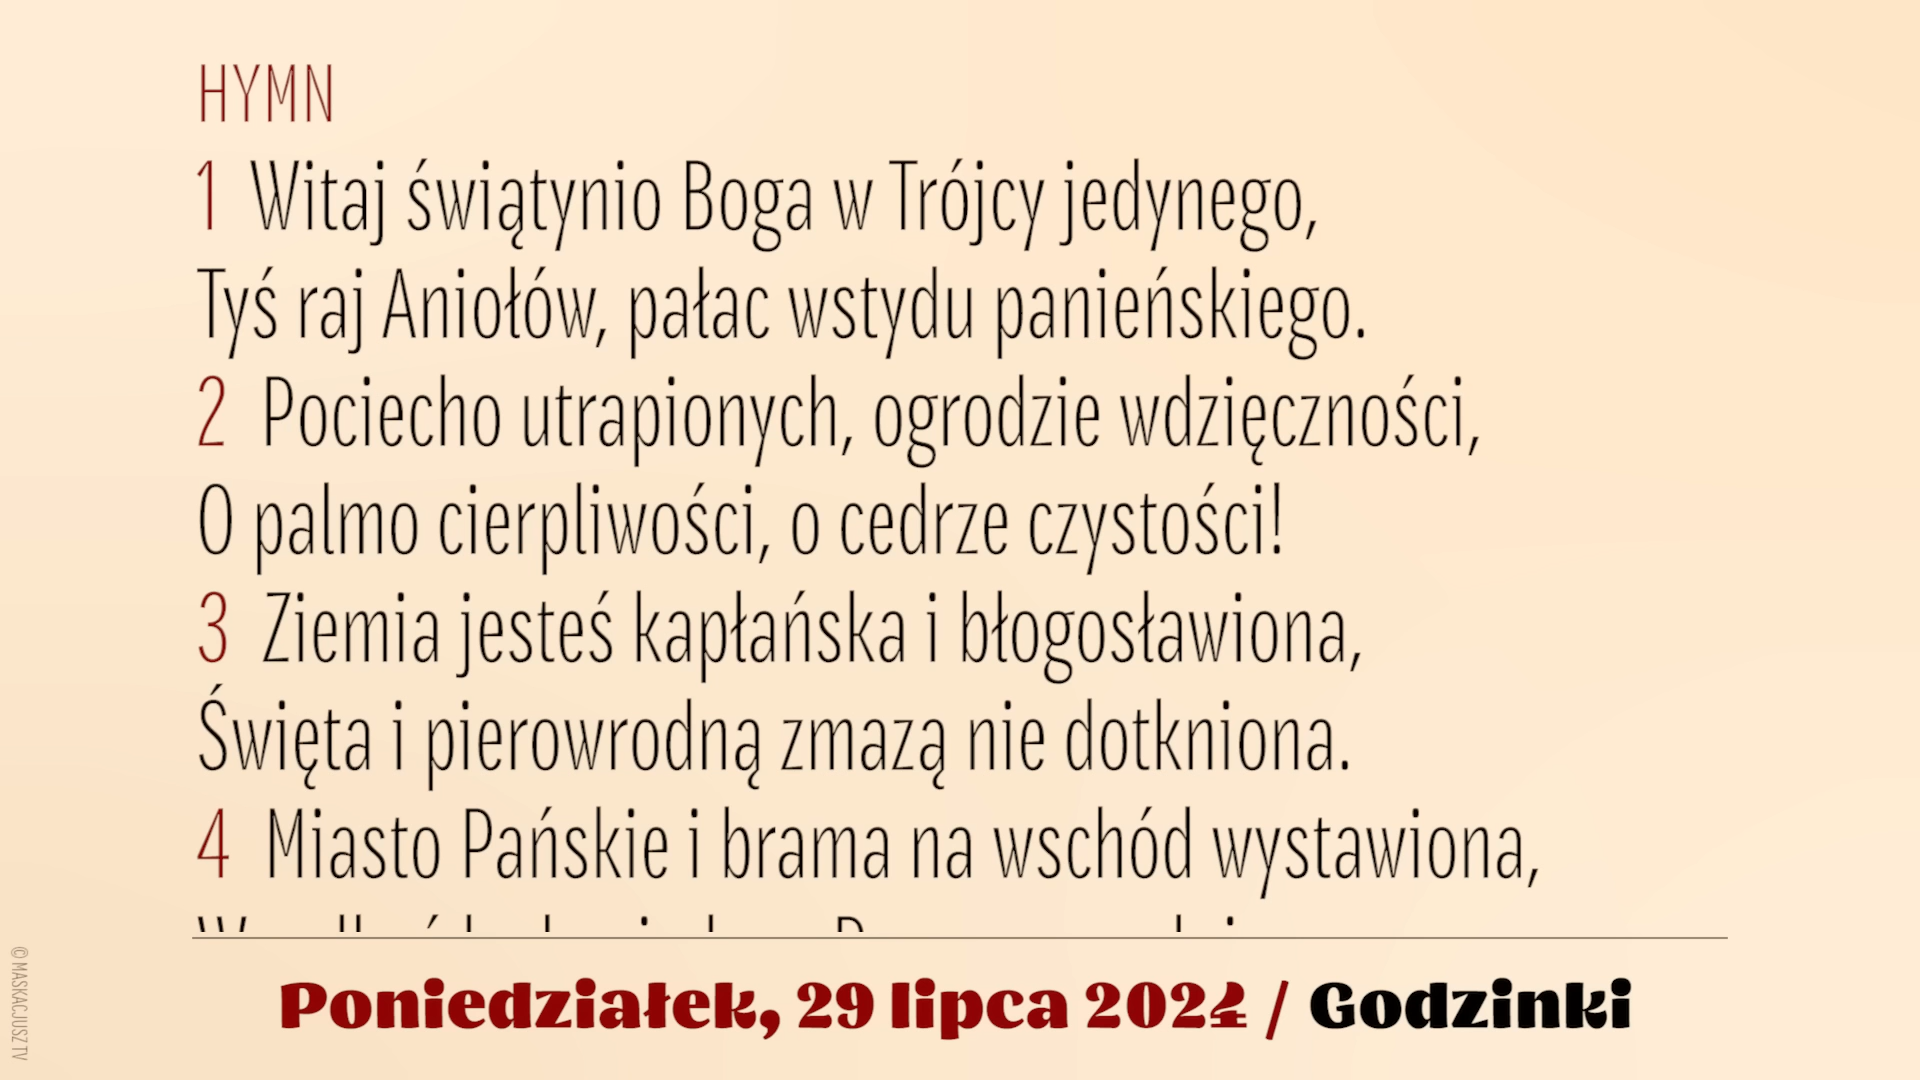 HYMN
1 Witaj świątynio Boga w Trójcy jedynego,
Tyś raj Aniołów, pałac wstydu panieńskiego.
2 Pociecho utrapionych, ogrodzie wdzięczności,
O palmo cierpliwości, o cedrze czystości!
3 Ziemia jesteś kapłańska i błogosławiona,
Święta i pierowrodną zmazą nie dotkniona.
4 Miasto Pańskie i brama na wschód wystawiona,
Poniedziałek, 29 lipca 2024 / Godzinki
© MASKACJUSZ TV